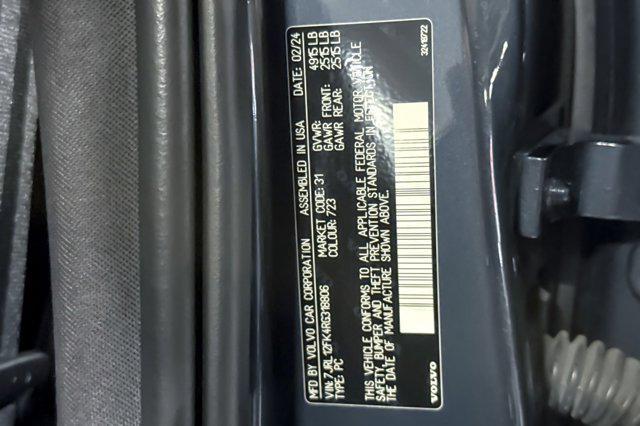 MFD BY VOLVO CAR CORPORATION ASSEMBLED IN USA DATE: 02/24
VIN: 7JRL12FK4RG318806 GVWR: 4915 LB
TYPE: PC MARKET CODE: 31 GAWR FRONT: 2515 LB
COLOUR: 723 GAWR REAR: 2515 LB
THIS VEHICLE CONFORMS TO ALL APPLICABLE FEDERAL MOTOR VEHICLE
SAFETY, BUMPER AND THEFT PREVENTION STANDARDS IN EFFECT ON
THE DATE OF MANUFACTURE SHOWN ABOVE.
VOLVO 32418722